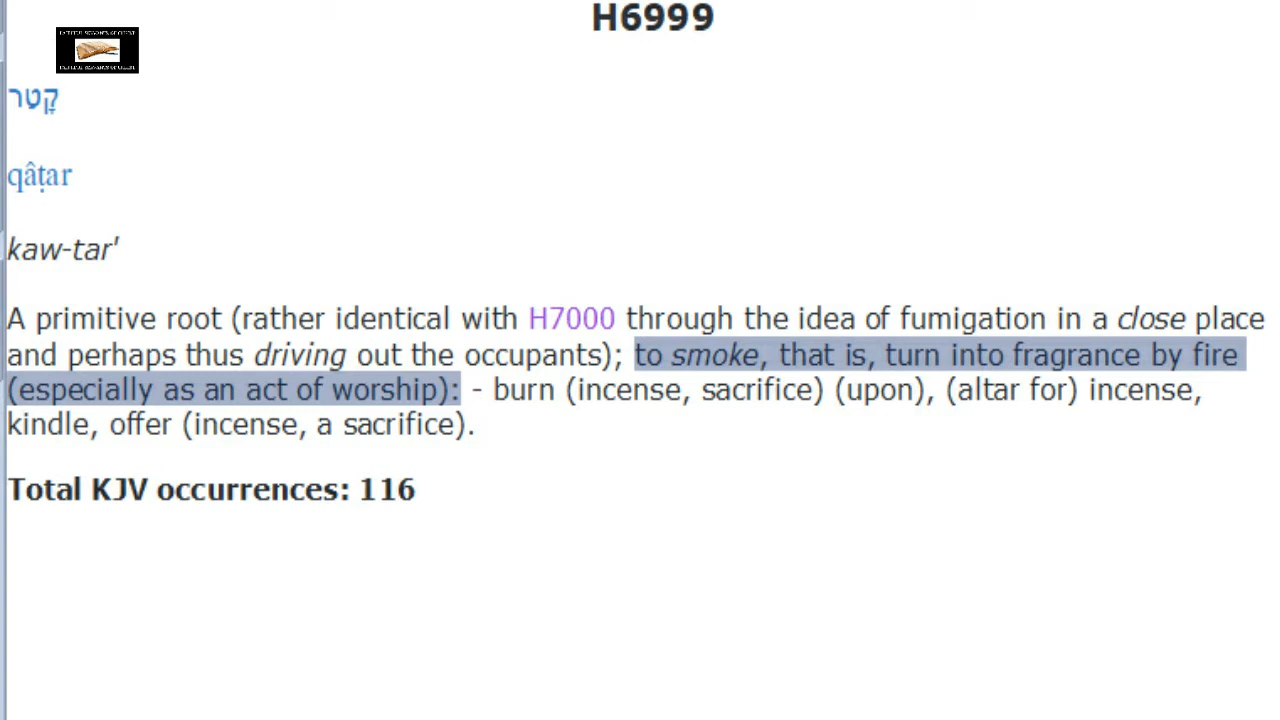 H6999
קָטַר
qâṭar
kaw-tar'
A primitive root (rather identical with H7000 through the idea of fumigation in a close place
and perhaps thus driving out the occupants); to smoke, that is, turn into fragrance by fire
(especially as an act of worship): - burn (incense, sacrifice) (upon), (altar for) incense,
kindle, offer (incense, a sacrifice).
Total KJV occurrences: 116